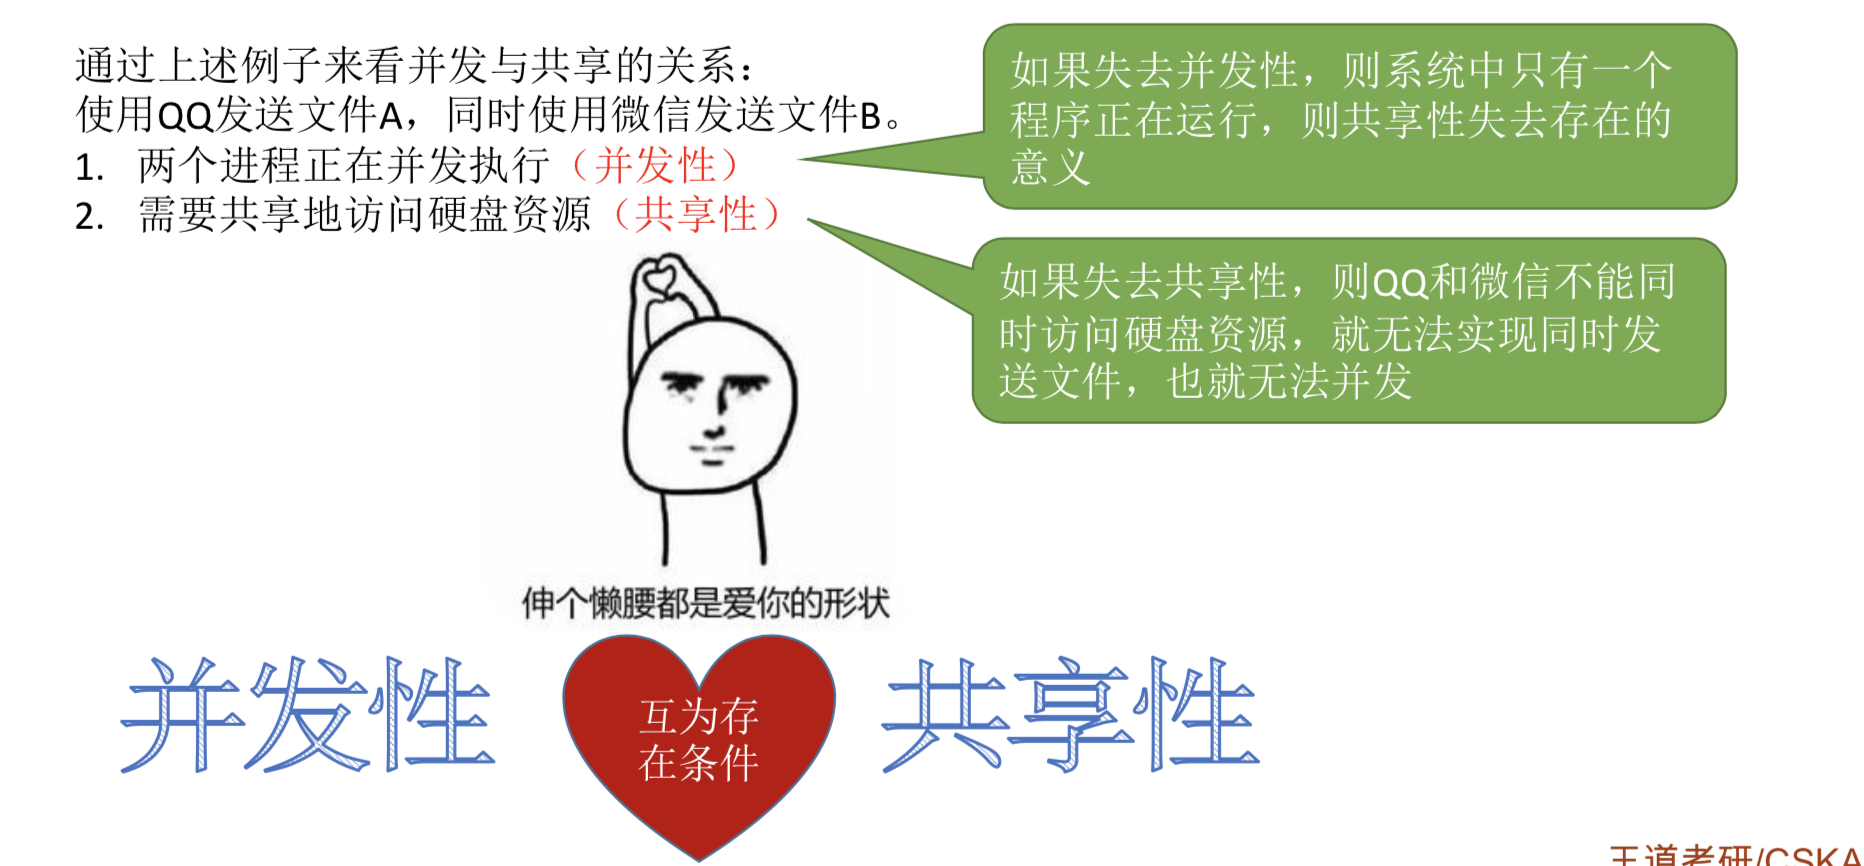 通过上述例子来看并发与共享的关系：
使用QQ发送文件A，同时使用微信发送文件B。
1. 两个进程正在并发执行（并发性）
2. 需要共享地访问硬盘资源（共享性）
如果失去并发性，则系统中只有一个
程序正在运行，则共享性失去存在的
意义
如果失去共享性，则QQ和微信不能同
时访问硬盘资源，就无法实现同时发
送文件，也就无法并发
伸个懒腰都是爱你的形状
并发性
互为存
在条件
共享性
王道考研/CSKA